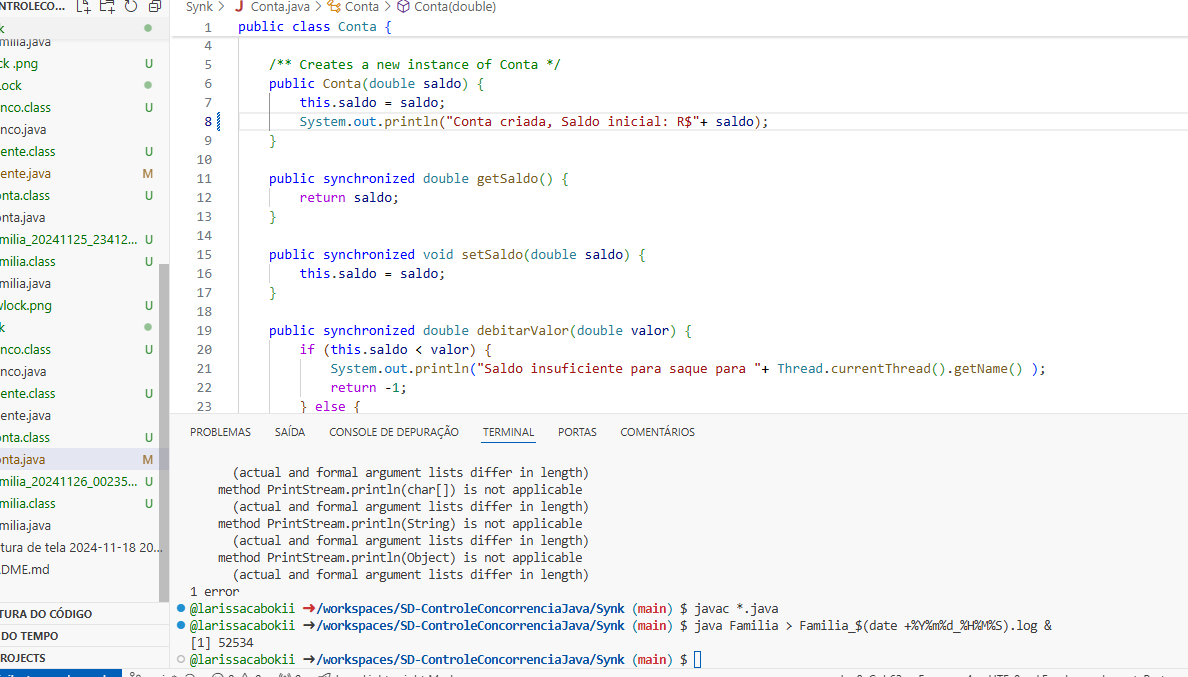 NTROLECO...
k
milia.java
ck .png U
Lock
nco.class U
nco.java
ente.class U
ente.java M
onta.class U
onta.java
milia_20241125_23412... U
milia.class U
milia.java
wlock.png U
k
nco.class U
nco.java
ente.class U
ente.java
onta.class U
onta.java M
milia_20241126_00235... U
milia.class U
milia.java
tura de tela 2024-11-18 20...
DME.md
TURA DO CÓDIGO
DO TEMPO
ROJECTS
Synk > J Conta.java > Conta > Conta(double)
1 public class Conta {
4
5 /** Creates a new instance of Conta */
6 public Conta(double saldo) {
7 this.saldo = saldo;
8 System.out.println("Conta criada, Saldo inicial: R$"+ saldo);
9 }
10
11 public synchronized double getSaldo() {
12 return saldo;
13 }
14
15 public synchronized void setSaldo(double saldo) {
16 this.saldo = saldo;
17 }
18
19 public synchronized double debitarValor(double valor) {
20 if (this.saldo < valor) {
21 System.out.println("Saldo insuficiente para saque para "+ Thread.currentThread().getName() );
22 return -1;
23 } else {
PROBLEMAS SAÍDA CONSOLE DE DEPURAÇÃO TERMINAL PORTAS COMENTÁRIOS
(actual and formal argument lists differ in length)
method PrintStream.println(char[]) is not applicable
(actual and formal argument lists differ in length)
method PrintStream.println(String) is not applicable
(actual and formal argument lists differ in length)
method PrintStream.println(Object) is not applicable
(actual and formal argument lists differ in length)
1 error
@larissacabokii ➜/workspaces/SD-ControleConcorrenciaJava/Synk (main) $ javac *.java
@larissacabokii ➜/workspaces/SD-ControleConcorrenciaJava/Synk (main) $ java Familia > Familia_$(date +%Y%m%d_%H%M%S).log &
[1] 52534
@larissacabokii ➜/workspaces/SD-ControleConcorrenciaJava/Synk (main) $